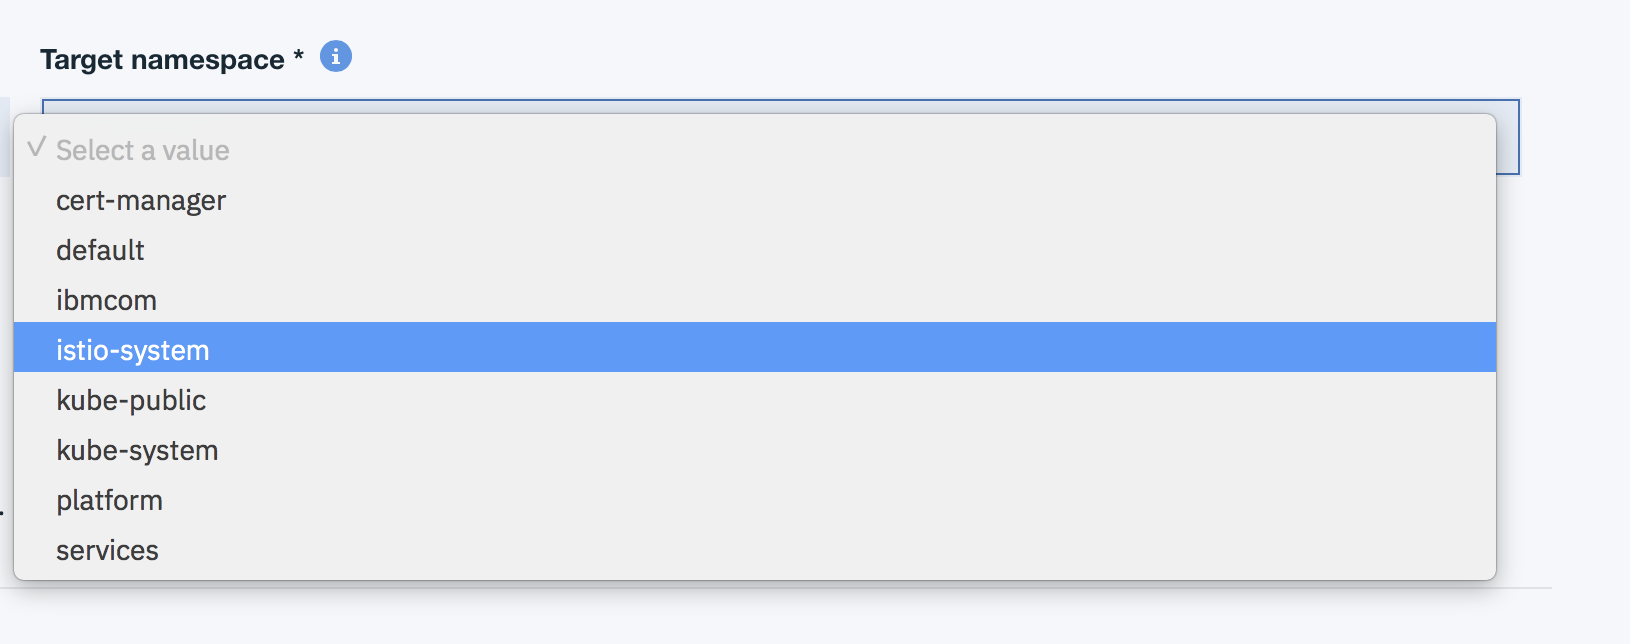 Target namespace *
Select a value
cert-manager
default
ibmcom
istio-system
kube-public
kube-system
platform
services